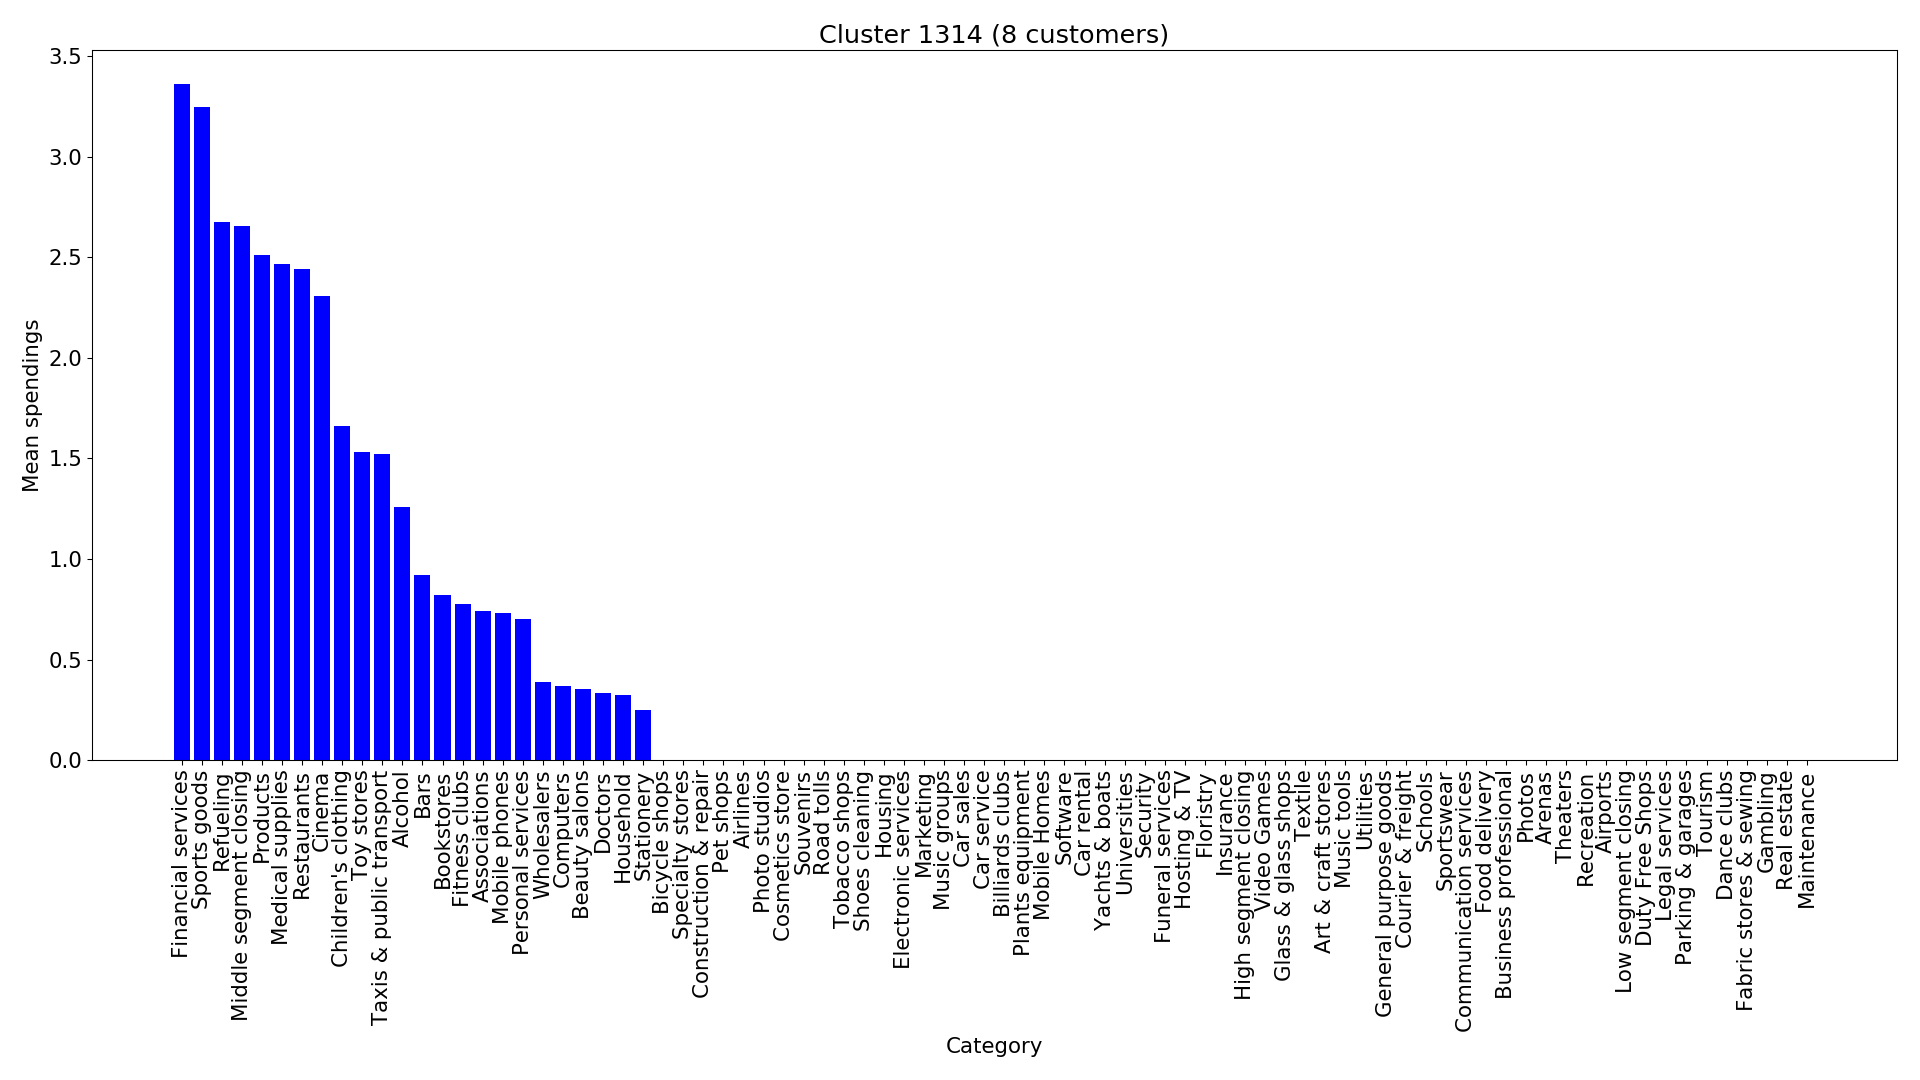 Cluster 1314 (8 customers)
3.5
3.0
2.5
2.0
1.5
1.0
0.5
0.0
Mean spendings
Financial services
Sports goods
Refueling
Middle segment closing
Products
Medical supplies
Restaurants
Cinema
Children's clothing
Toy stores
Taxis & public transport
Alcohol
Bars
Bookstores
Fitness clubs
Associations
Mobile phones
Personal services
Wholesalers
Computers
Beauty salons
Doctors
Household
Stationery
Bicycle shops
Specialty stores
Construction & repair
Pet shops
Airlines
Photo studios
Cosmetics store
Souvenirs
Road tolls
Tobacco shops
Shoes cleaning
Housing
Electronic services
Marketing
Music groups
Car sales
Car service
Billiards clubs
Plants equipment
Mobile Homes
Software
Car rental
Yachts & boats
Universities
Security
Funeral services
Hosting & TV
Floristry
Insurance
High segment closing
Video Games
Glass & glass shops
Textile
Art & craft stores
Music tools
Utilities
General purpose goods
Courier & freight
Schools
Sportswear
Communication services
Food delivery
Business professional
Photos
Arenas
Theaters
Recreation
Airports
Low segment closing
Duty Free Shops
Legal services
Parking & garages
Tourism
Dance clubs
Fabric stores & sewing
Gambling
Real estate
Maintenance
Category